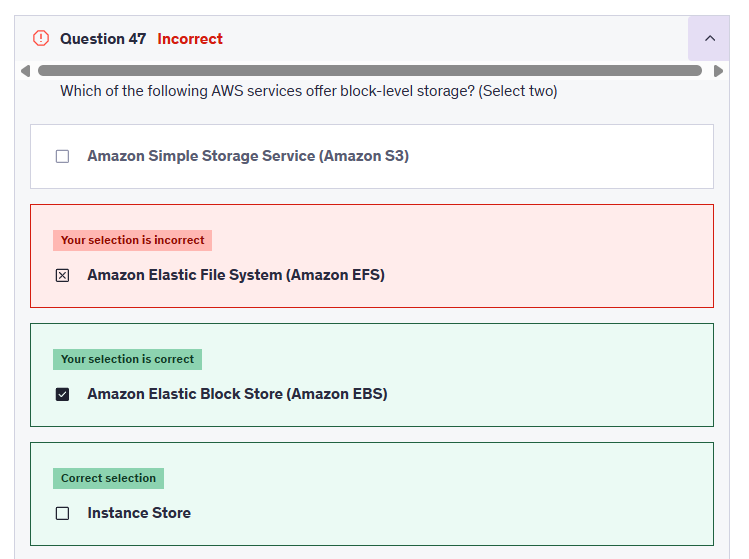 Question 47 Incorrect
Which of the following AWS services offer block-level storage? (Select two)
Amazon Simple Storage Service (Amazon S3)
Your selection is incorrect
Amazon Elastic File System (Amazon EFS)
Your selection is correct
Amazon Elastic Block Store (Amazon EBS)
Correct selection
Instance Store